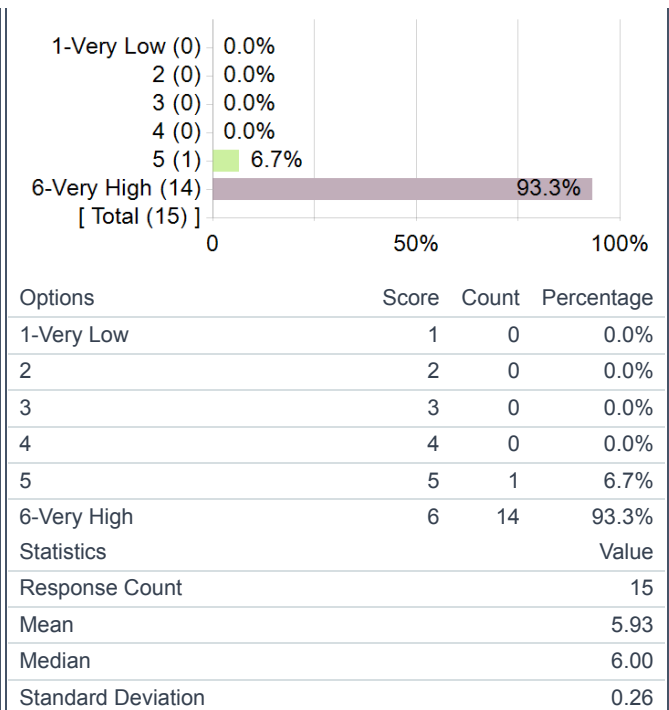 1-Very Low (0) 0.0%
2 (0) 0.0%
3 (0) 0.0%
4 (0) 0.0%
5 (1) 6.7%
6-Very High (14) 93.3%
[ Total (15) ]
0 50% 100%
Options Score Count Percentage
1-Very Low 1 0 0.0%
2 2 0 0.0%
3 3 0 0.0%
4 4 0 0.0%
5 5 1 6.7%
6-Very High 6 14 93.3%
Statistics Value
Response Count 15
Mean 5.93
Median 6.00
Standard Deviation 0.26